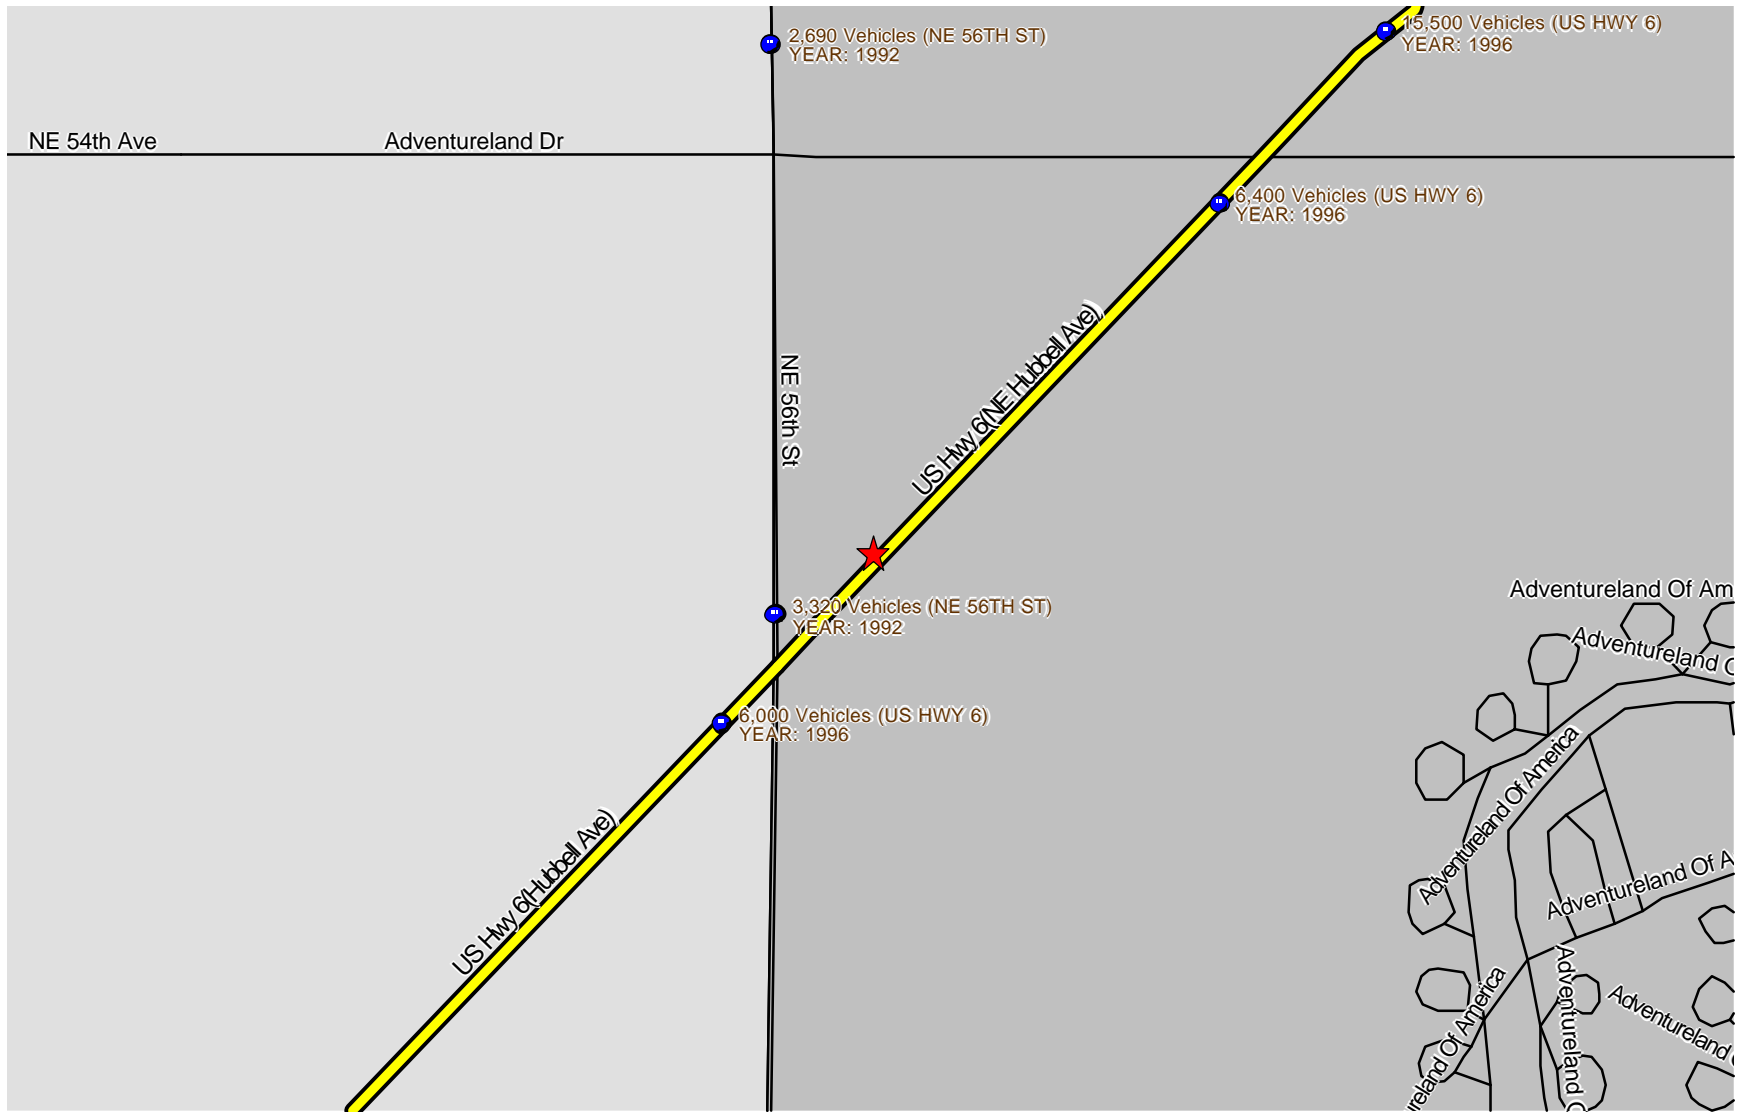 2,690 Vehicles (NE 56TH ST)
YEAR: 1992
15,500 Vehicles (US HWY 6)
YEAR: 1996
NE 54th Ave
Adventureland Dr
6,400 Vehicles (US HWY 6)
YEAR: 1996
US Hwy 6(NE Hubbell Ave)
NE 56th St
3,320 Vehicles (NE 56TH ST)
YEAR: 1992
Adventureland Of Am
Adventureland O
6,000 Vehicles (US HWY 6)
YEAR: 1996
Adventureland Of America
US Hwy 6(Hubbell Ave)
Adventureland Of A
Adventureland O
Adventureland
ureland Of America